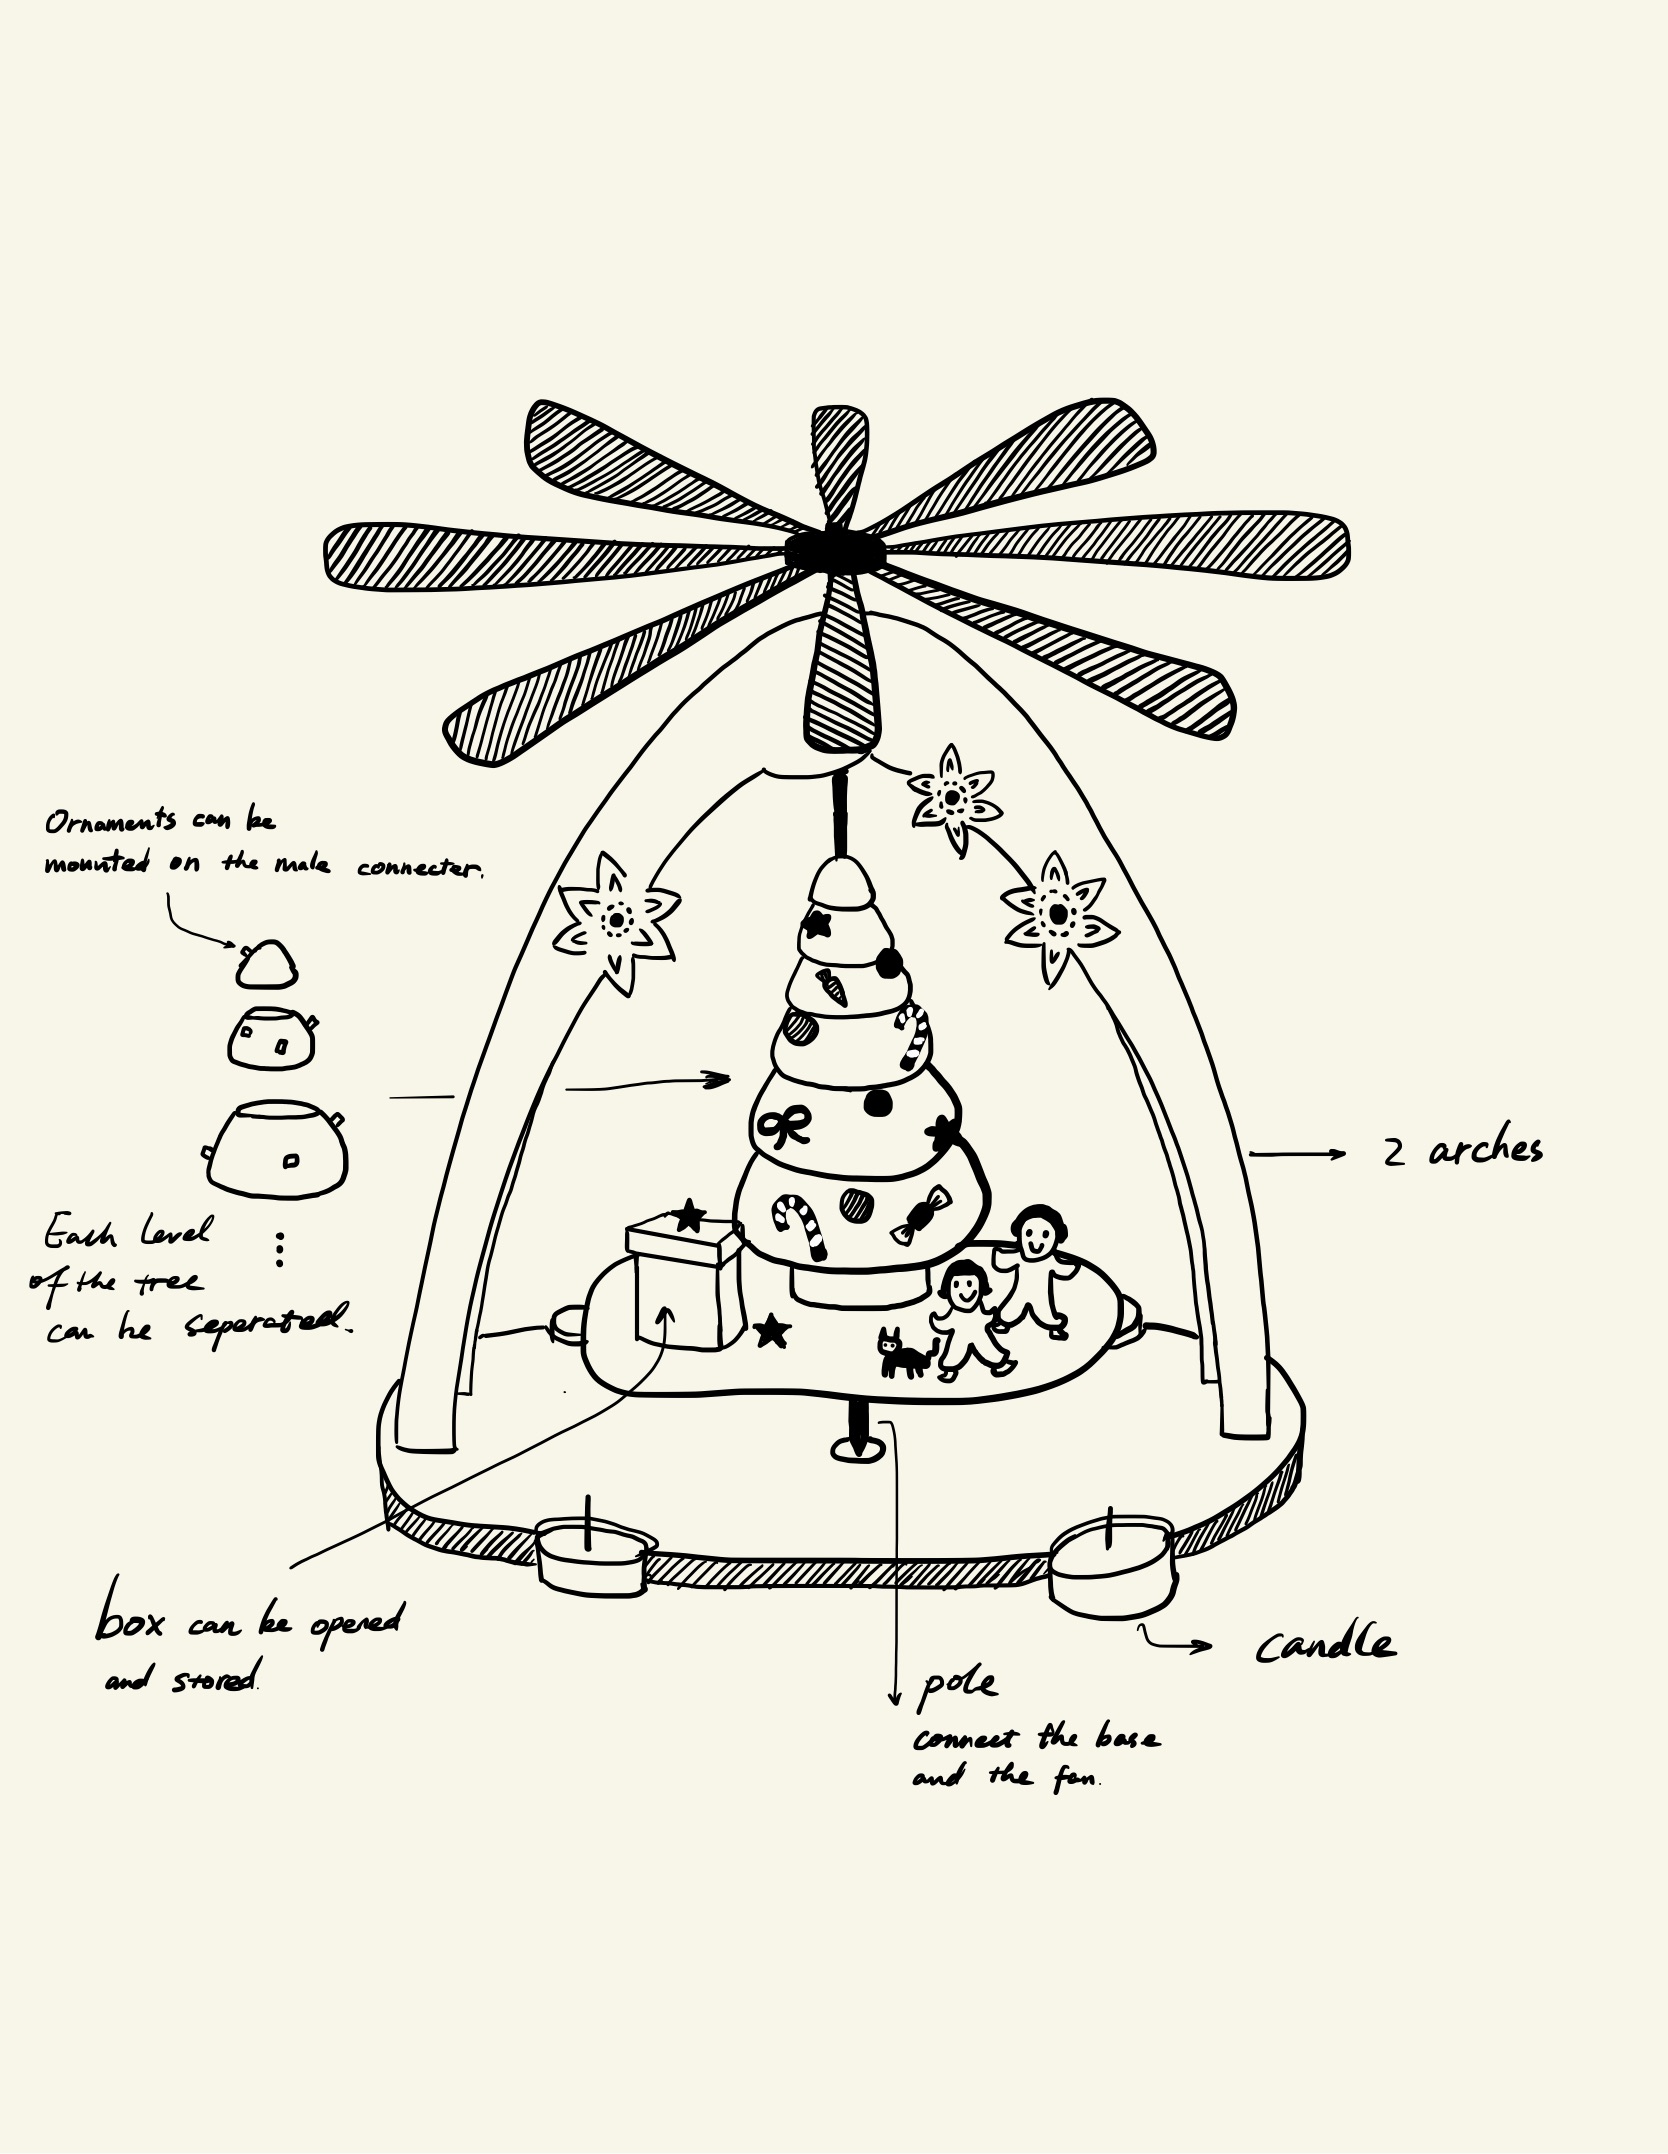 Ornaments can be
mounted on the male connecter.
2 arches
Each Level
of the tree
can be seperated.
box can be opened
and stored.
candle
pole
connect the base
and the fan.